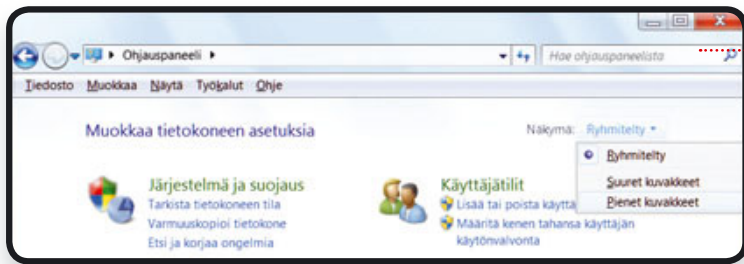 Ohjauspaneeli
Hae ohjauspaneelista
Tiedosto Muokkaa Näytä Työkalut Ohje
Muokkaa tietokoneen asetuksia
Näkymä: Ryhmitelty
Ryhmitelty
Suuret kuvakkeet
Pienet kuvakkeet
Järjestelmä ja suojaus
Tarkista tietokoneen tila
Varmuuskopioi tietokone
Etsi ja korjaa ongelmia
Käyttäjätilit
Lisää tai poista käyttä
Määritä kenen tahansa käyttäjän
käytönvalvonta